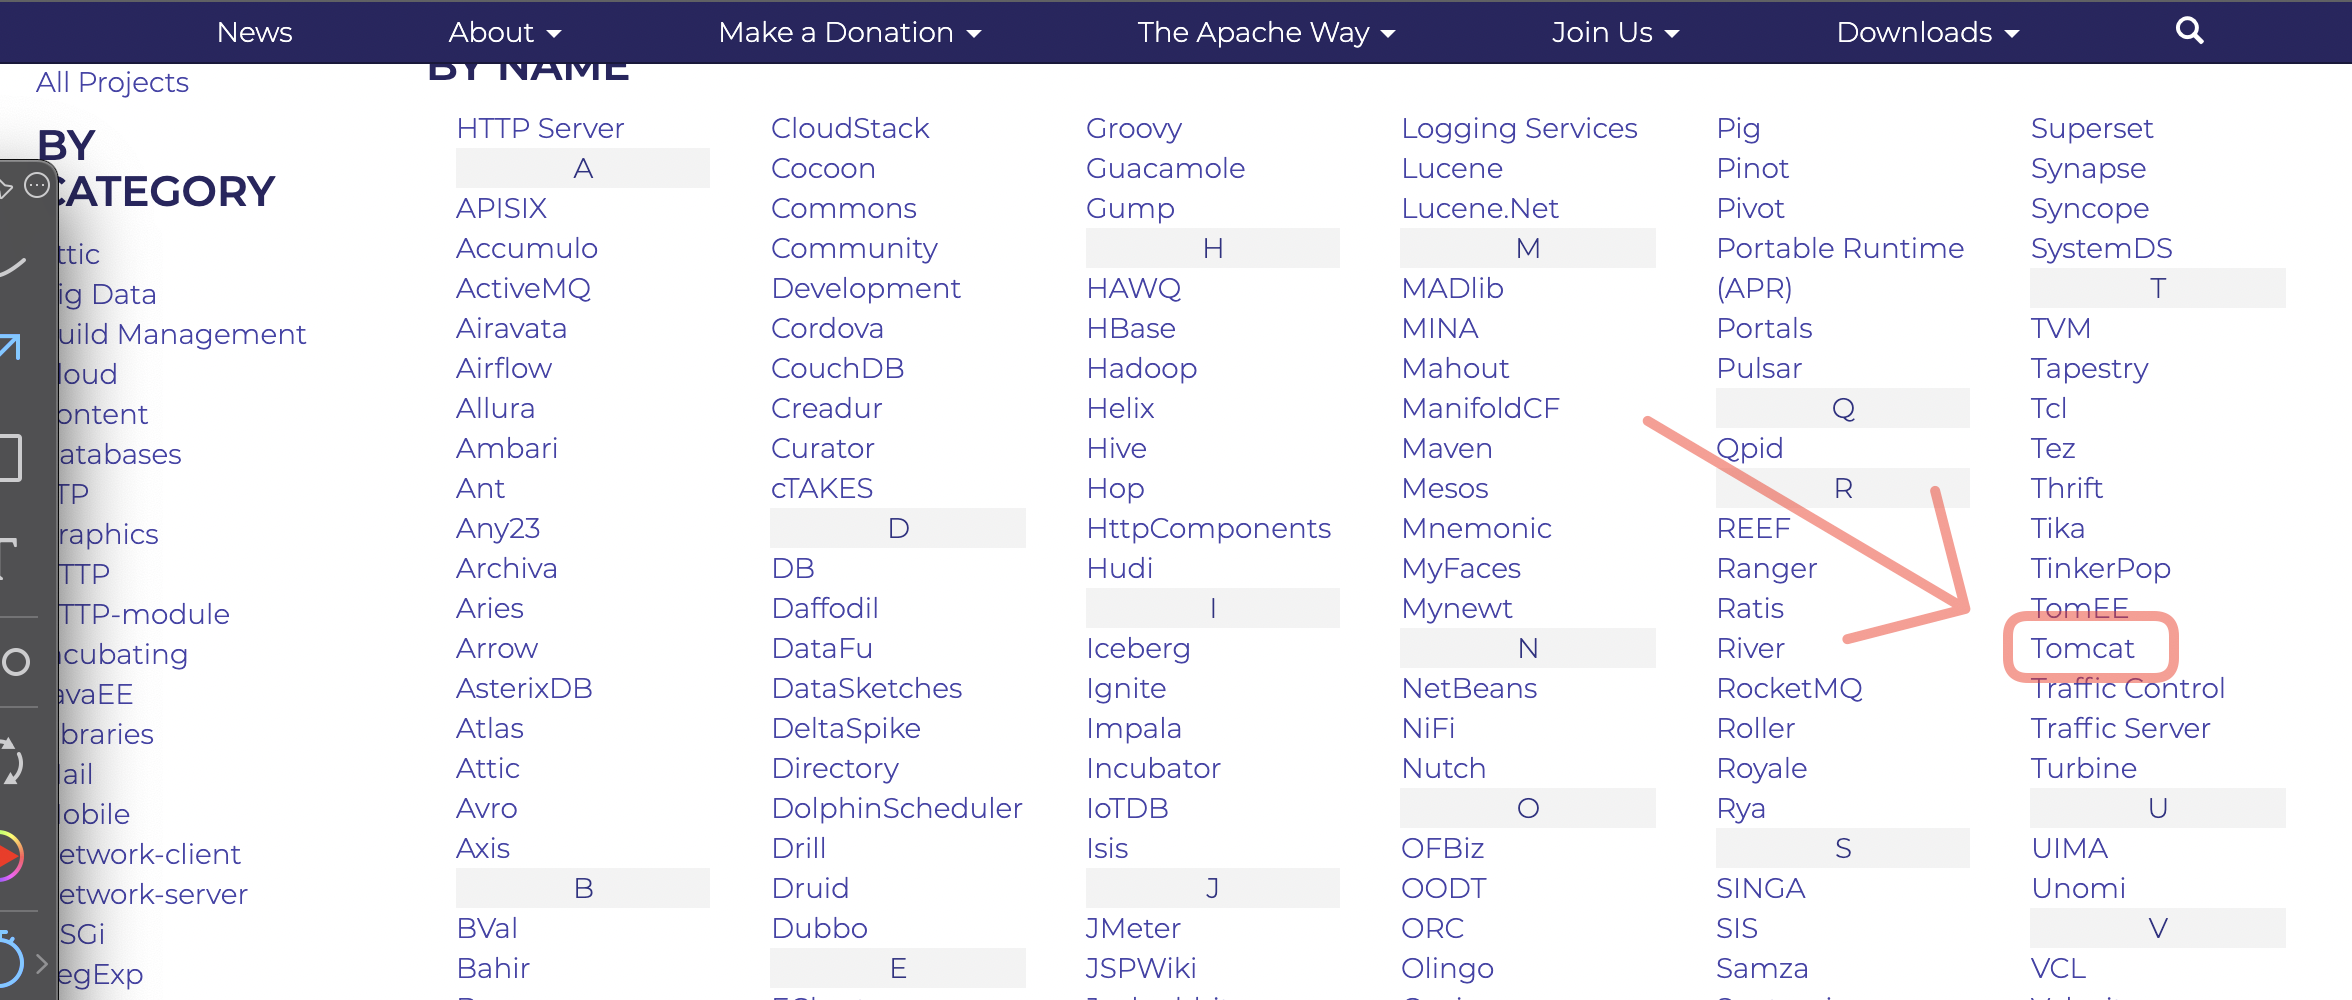 News
About
Make a Donation
The Apache Way
Join Us
Downloads
All Projects
BY
CATEGORY
ttic
ig Data
uild Management
loud
ontent
atabases
TP
raphics
TTP
TTP-module
ncubating
avaEE
ibraries
ail
obile
etwork-client
etwork-server
SGi
egExp
BY NAME
HTTP Server
A
APISIX
Accumulo
ActiveMQ
Airavata
Airflow
Allura
Ambari
Ant
Any23
Archiva
Aries
Arrow
AsterixDB
Atlas
Attic
Avro
Axis
B
BVal
Bahir
CloudStack
Cocoon
Commons
Community
Development
Cordova
CouchDB
Creadur
Curator
cTAKES
D
DB
Daffodil
DataFu
DataSketches
DeltaSpike
Directory
DolphinScheduler
Drill
Druid
Dubbo
E
Groovy
Guacamole
Gump
H
HAWQ
HBase
Hadoop
Helix
Hive
Hop
HttpComponents
Hudi
I
Iceberg
Ignite
Impala
Incubator
IoTDB
Isis
J
JMeter
JSPWiki
Logging Services
Lucene
Lucene.Net
M
MADlib
MINA
Mahout
ManifoldCF
Maven
Mesos
Mnemonic
MyFaces
Mynewt
N
NetBeans
NiFi
Nutch
O
OFBiz
OODT
ORC
Olingo
Pig
Pinot
Pivot
Portable Runtime
(APR)
Portals
Pulsar
Q
Qpid
R
REEF
Ranger
Ratis
River
RocketMQ
Roller
Royale
Rya
S
SINGA
SIS
Samza
Superset
Synapse
Syncope
SystemDS
T
TVM
Tapestry
Tcl
Tez
Thrift
Tika
TinkerPop
TomEE
Tomcat
Traffic Control
Traffic Server
Turbine
U
UIMA
Unomi
V
VCL